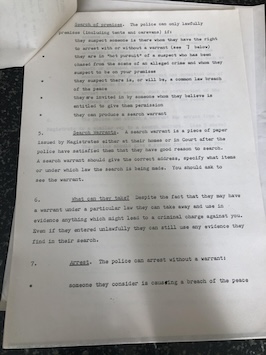 Search of premises. The police can only lawfully
premises (including tents and caravans) if:
they suspect someone is there whom they have the right
to arrest with or without a warrant (see 7 below)
they are in "hot pursuit" of a suspect who has been
chased from the scene of an alleged crime and whom they
suspect to be on your premises
they suspect there is, or will be, a common law breach
of the peace
they are invited in by someone whom they believe is
entitled to give them permission
they can produce a search warrant
5. Search warrants. A search warrant is a piece of paper
issued by Magistrates either at their house or in Court after the
police have satisfied them that they have good reason to search.
A search warrant should give the correct address, specify what items
or under which law the search is being made. You should ask to
see the warrant.
6. What can they take? Despite the fact that they may have
a warrant under a particular law they can take away and use in
evidence anything which might lead to a criminal charge against you.
Even if they entered unlawfully they can still use any evidence they
find in their search.
7. Arrest. The police can arrest without a warrant:
someone they consider is causing a breach of the peace